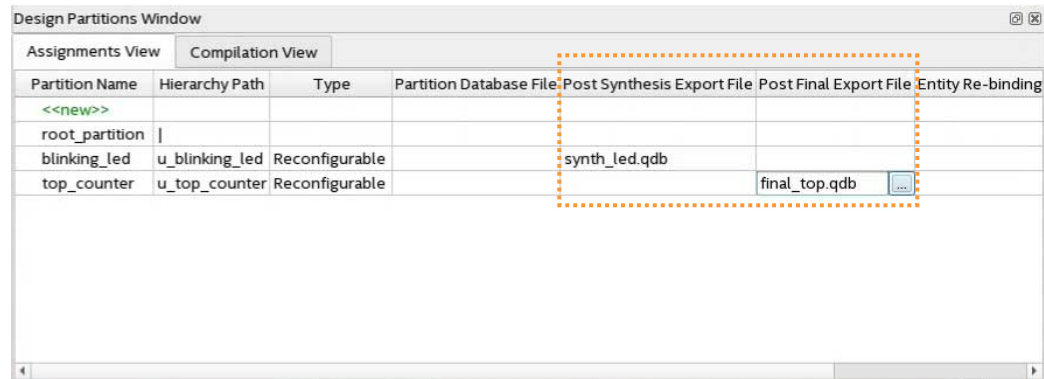 Design Partitions Window
Assignments View Compilation View
Partition Name Hierarchy Path Type Partition Database File Post Synthesis Export File Post Final Export File Entity Re-binding
<<new>>
root_partition |
blinking_led u_blinking_led Reconfigurable synth_led.qdb
top_counter u_top_counter Reconfigurable final_top.qdb ...